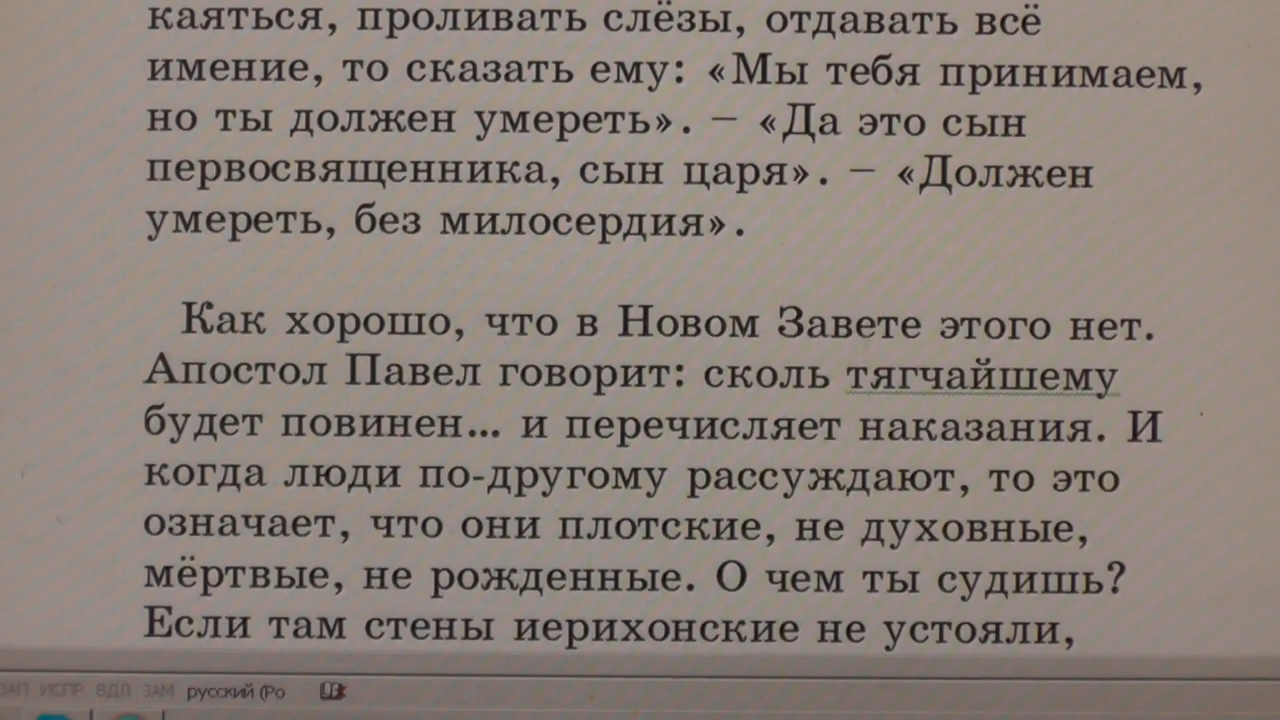 каяться, проливать слёзы, отдавать всё
имение, то сказать ему: «Мы тебя принимаем,
но ты должен умереть». – «Да это сын
первосвященника, сын царя». – «Должен
умереть, без милосердия».
Как хорошо, что в Новом Завете этого нет.
Апостол Павел говорит: сколь тягчайшему
будет повинен... и перечисляет наказания. И
когда люди по-другому рассуждают, то это
означает, что они плотские, не духовные,
мёртвые, не рожденные. О чем ты судишь?
Если там стены иерихонские не устояли,
ЗАП ИСПР ВДЛ ЗАМ русский (Ро